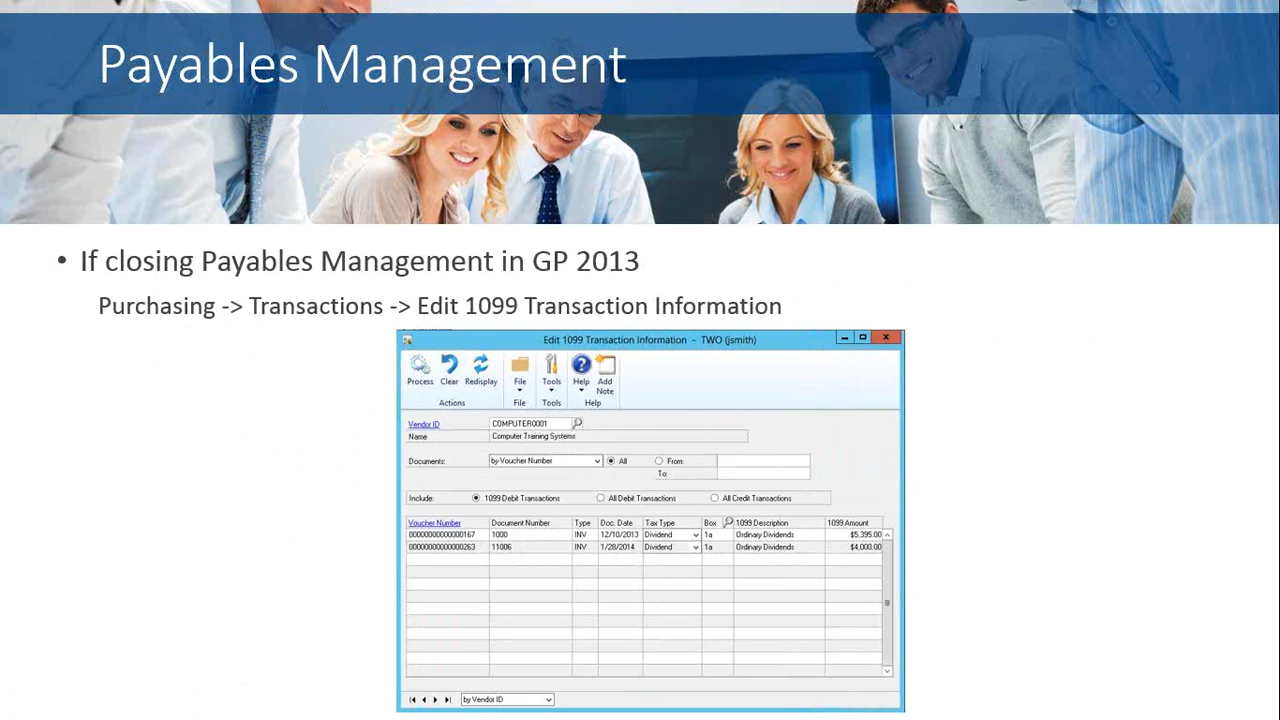 Payables Management
• If closing Payables Management in GP 2013
Purchasing -> Transactions -> Edit 1099 Transaction Information
Edit 1099 Transaction Information - TWO (jsmith)
Process Clear Redisplay File Tools Help Add Note
Actions File Tools Help
Vendor ID COMPUTER0001
Name Computer Training Systems
Documents: by Voucher Number All From:
To:
Include: 1099 Debit Transactions All Debit Transactions All Credit Transactions
Voucher Number Document Number Type Doc. Date Tax Type Box 1099 Description 1099 Amount
00000000000000167 1000 INV 12/10/2013 Dividend 1a Ordinary Dividends $5,395.00
00000000000000263 11006 INV 1/28/2014 Dividend 1a Ordinary Dividends $4,000.00
by Vendor ID